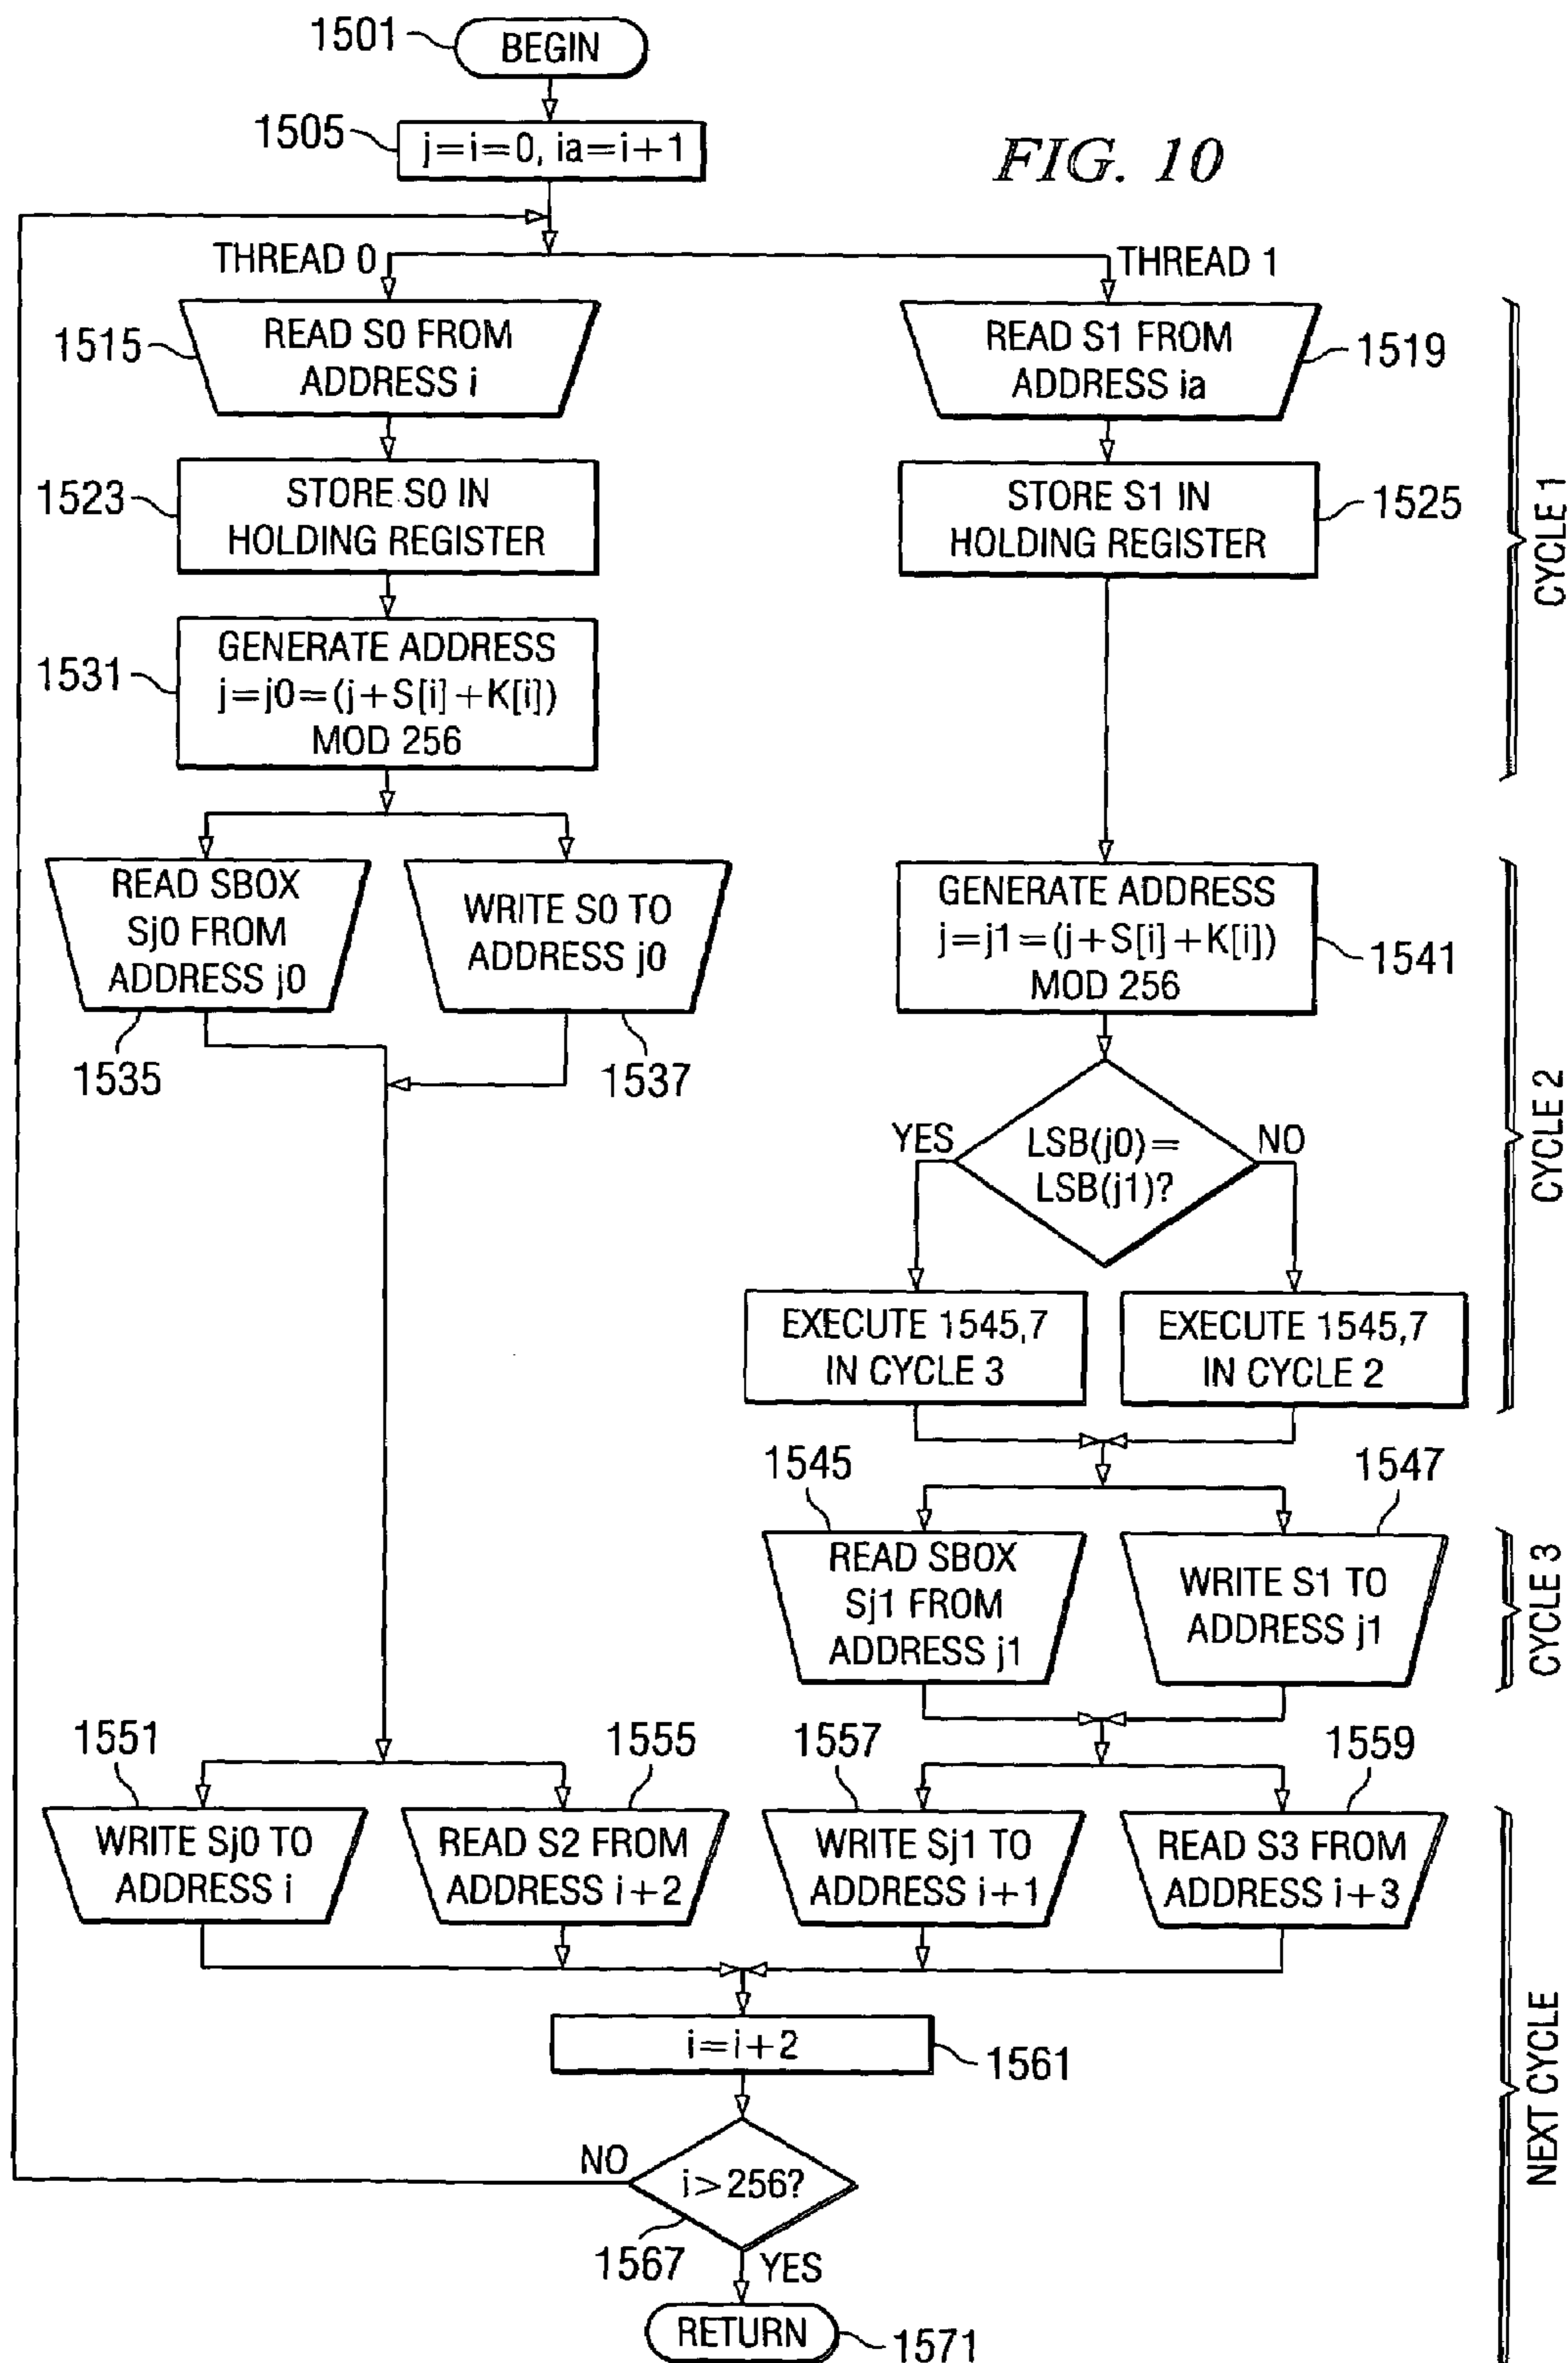 1501
BEGIN
1505
j=i=0, ia=i+1
FIG. 10
THREAD 0
THREAD 1
1515
READ S0 FROM
ADDRESS i
READ S1 FROM
ADDRESS ia
1519
1523
STORE S0 IN
HOLDING REGISTER
STORE S1 IN
HOLDING REGISTER
1525
CYCLE 1
1531
GENERATE ADDRESS
j=j0=(j+S[i]+K[i])
MOD 256
READ SBOX
Sj0 FROM
ADDRESS j0
1535
WRITE S0 TO
ADDRESS j0
1537
GENERATE ADDRESS
j=j1=(j+S[i]+K[i])
MOD 256
1541
YES
LSB(j0)=
LSB(j1)?
NO
CYCLE 2
EXECUTE 1545,7
IN CYCLE 3
EXECUTE 1545,7
IN CYCLE 2
1545
READ SBOX
Sj1 FROM
ADDRESS j1
1547
WRITE S1 TO
ADDRESS j1
CYCLE 3
1551
WRITE Sj0 TO
ADDRESS i
1555
READ S2 FROM
ADDRESS i+2
1557
WRITE Sj1 TO
ADDRESS i+1
1559
READ S3 FROM
ADDRESS i+3
i=i+2
1561
NEXT CYCLE
NO
i>256?
1567
YES
RETURN
1571